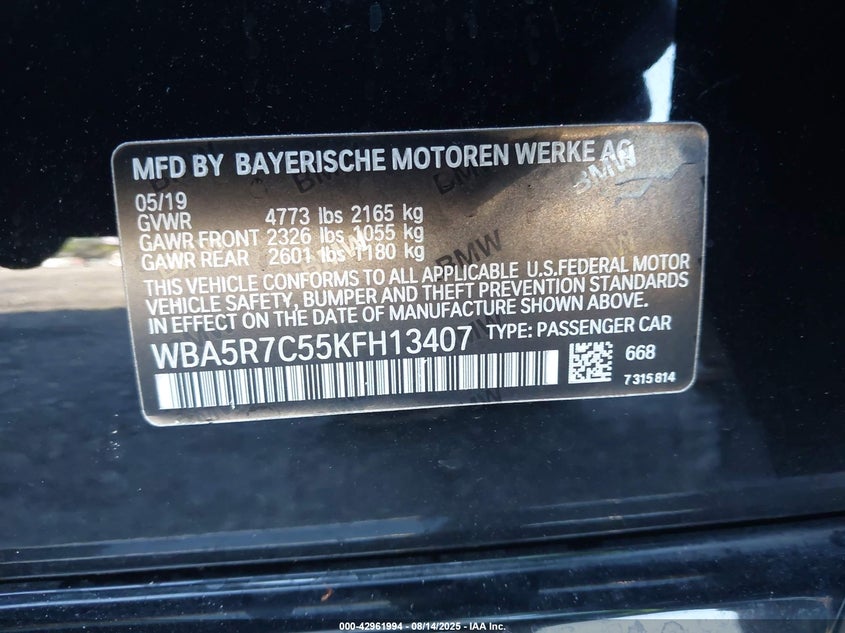 MFD BY BAYERISCHE MOTOREN WERKE AG
05/19
GVWR 4773 lbs 2165 kg
GAWR FRONT 2326 lbs 1055 kg
GAWR REAR 2601 lbs 1180 kg
THIS VEHICLE CONFORMS TO ALL APPLICABLE U.S.FEDERAL MOTOR
VEHICLE SAFETY, BUMPER AND THEFT PREVENTION STANDARDS
IN EFFECT ON THE DATE OF MANUFACTURE SHOWN ABOVE.
WBA5R7C55KFH13407 TYPE: PASSENGER CAR
668
7 315 814
000-42961994 | 08/14/2025 - IAA Inc.